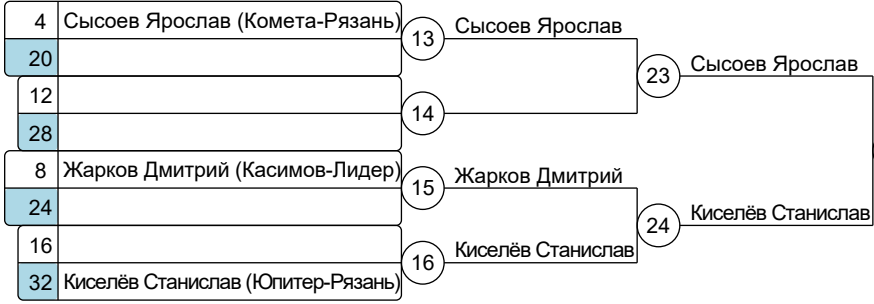 4 Сысоев Ярослав (Комета-Рязань)
13 Сысоев Ярослав
20
23 Сысоев Ярослав
12
14
28
8 Жарков Дмитрий (Касимов-Лидер)
15 Жарков Дмитрий
24
24 Киселёв Станислав
16
16 Киселёв Станислав
32 Киселёв Станислав (Юпитер-Рязань)